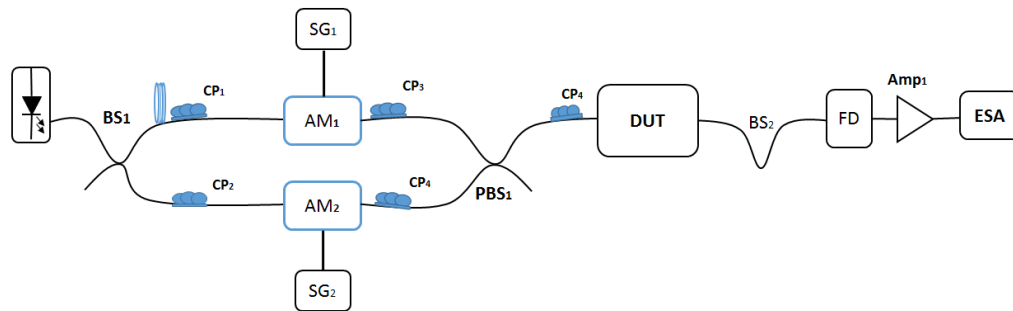 SG₁
CP₁
CP₃
BS1
AM₁
CP₄
DUT
BS₂
FD
Amp₁
ESA
CP₂
AM₂
CP₄
PBS₁
SG₂